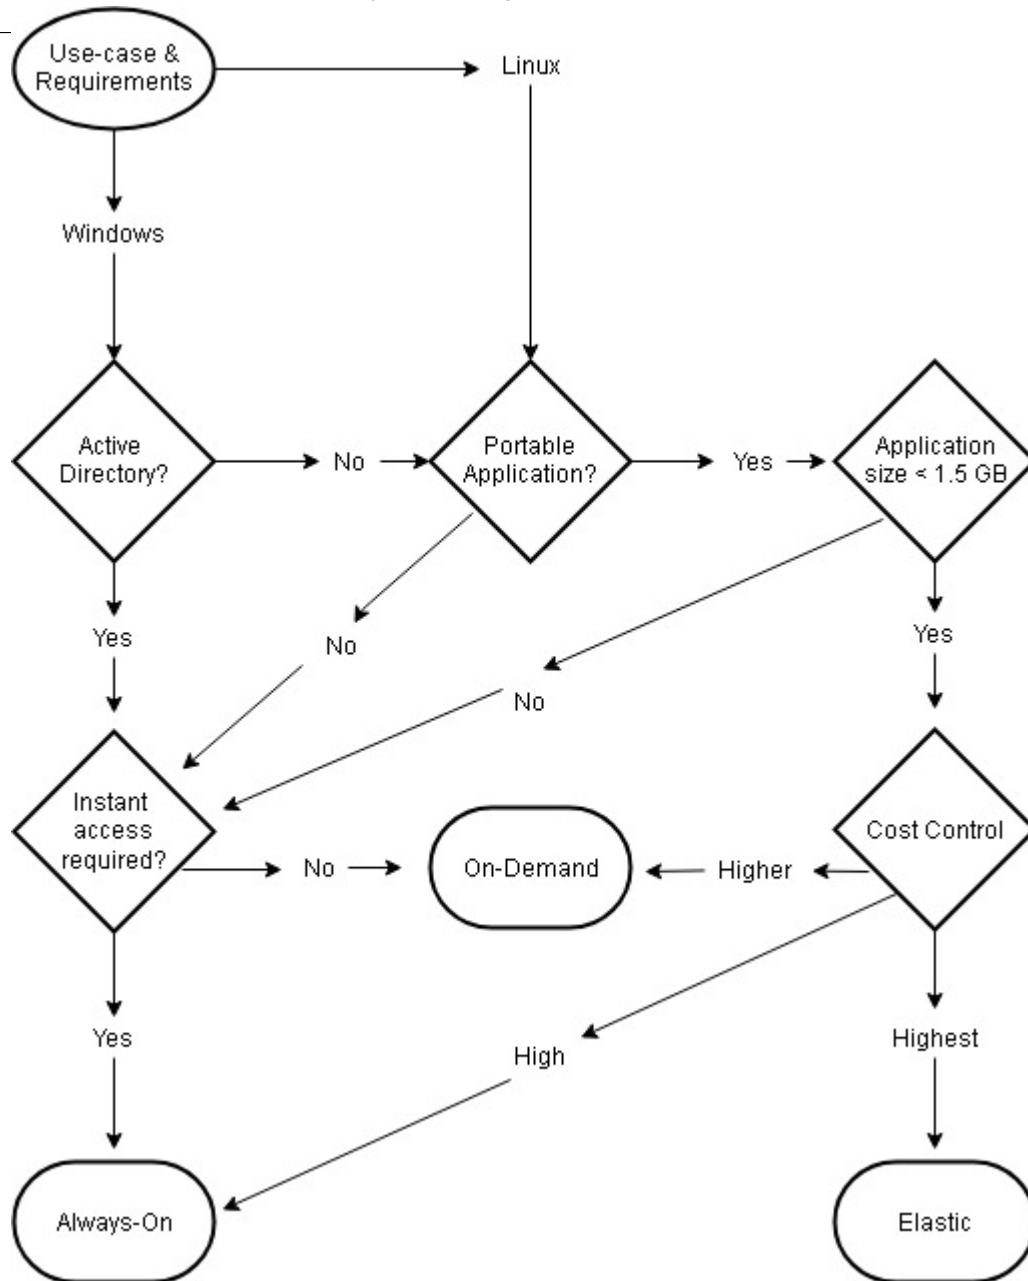 Use-case &
Requirements
Linux
Windows
Active
Directory?
No
Portable
Application?
Yes
Application
size < 1.5 GB
Yes
No
No
Yes
Instant
access
required?
No
On-Demand
Higher
Cost Control
Yes
High
Highest
Always-On
Elastic